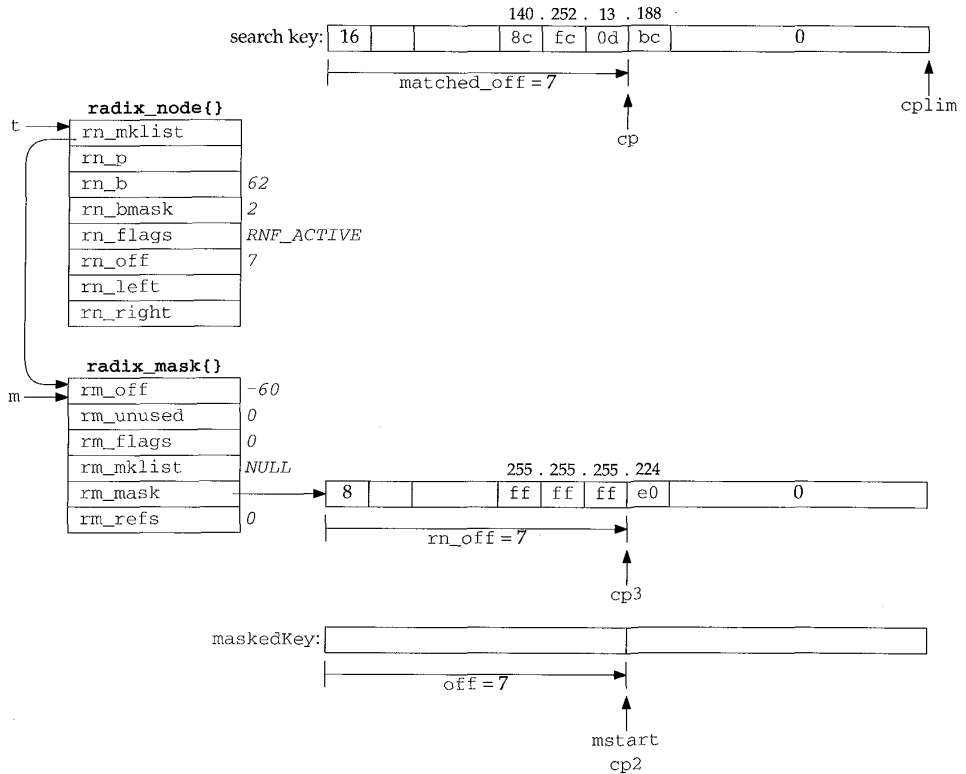 140 . 252 . 13 . 188
search key: 16 8c fc 0d bc 0
matched_off = 7
cp
cplim
radix_node{}
t
rn_mklist
rn_p
rn_b 62
rn_bmask 2
rn_flags RNF_ACTIVE
rn_off 7
rn_left
rn_right
radix_mask{}
m
rm_off -60
rm_unused 0
rm_flags 0
rm_mklist NULL
rm_mask
rm_refs 0
255 . 255 . 255 . 224
8 ff ff ff e0 0
rn_off = 7
cp3
maskedKey:
off = 7
mstart
cp2